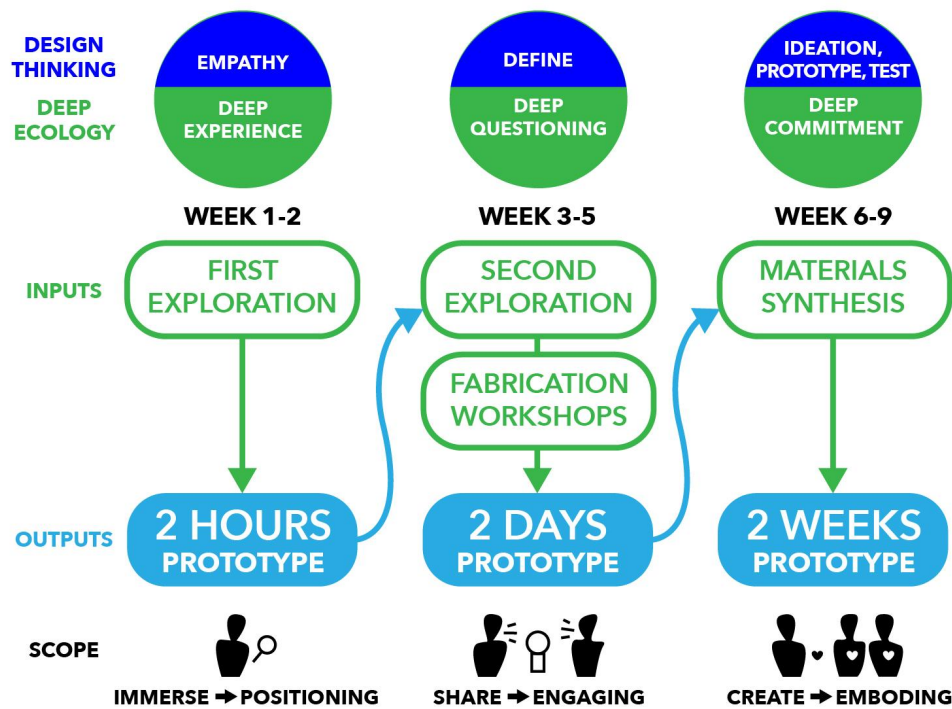 DESIGN
THINKING
DEEP
ECOLOGY
EMPATHY
DEEP
EXPERIENCE
DEFINE
DEEP
QUESTIONING
IDEATION,
PROTOTYPE, TEST
DEEP
COMMITMENT
WEEK 1-2
WEEK 3-5
WEEK 6-9
INPUTS
FIRST
EXPLORATION
SECOND
EXPLORATION
MATERIALS
SYNTHESIS
FABRICATION
WORKSHOPS
OUTPUTS
2 HOURS
PROTOTYPE
2 DAYS
PROTOTYPE
2 WEEKS
PROTOTYPE
SCOPE
IMMERSE → POSITIONING
SHARE → ENGAGING
CREATE → EMBODING